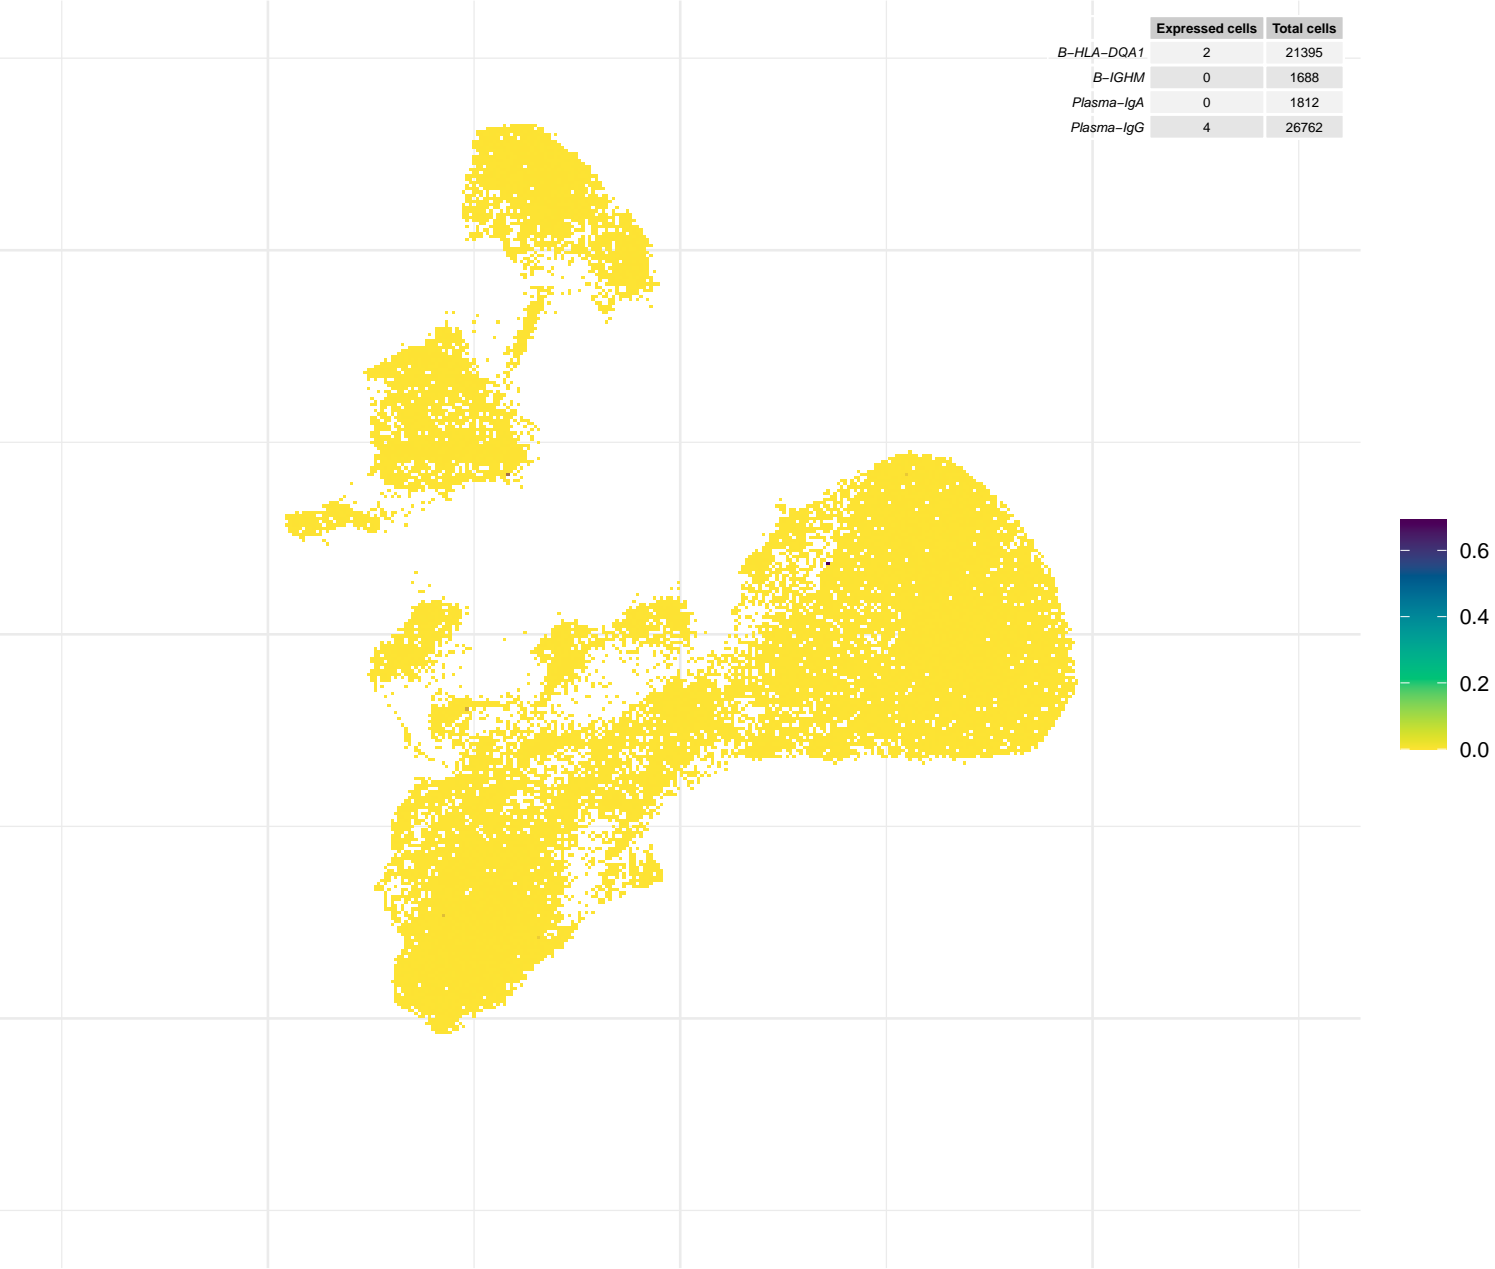 Expressed cells Total cells
B−HLA−DQA1 2 21395
B−IGHM 0 1688
Plasma−IgA 0 1812
Plasma−IgG 4 26762
0.6
0.4
0.2
0.0